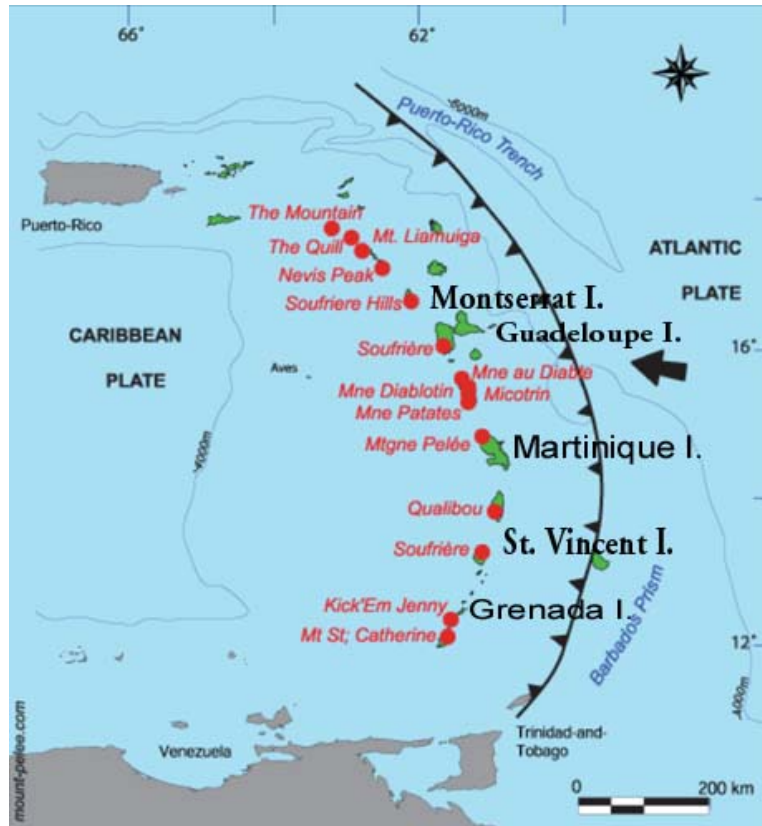 66°
62°
-5000m
Puerto-Rico Trench
Puerto-Rico
The Mountain
Mt. Liamuiga
The Quill
Nevis Peak
Soufriere Hills
Montserrat I.
ATLANTIC
PLATE
CARIBBEAN
PLATE
Guadeloupe I.
Soufrière
16°
Aves
Mne au Diable
Mne Diablotin
Micotrin
Mne Patates
Mtgne Pelée
Martinique I.
-4000m
Qualibou
Soufrière
St. Vincent I.
Kick'Em Jenny
Grenada I.
Mt St; Catherine
12°
Barbados Prism
-4000m
Trinidad-and-
Tobago
Venezuela
mount-pelee.com
0
200 km